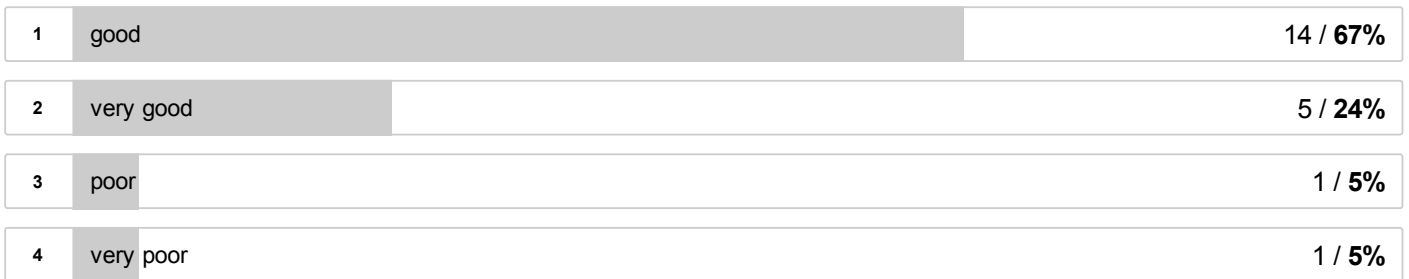 1 good 14 / 67%
2 very good 5 / 24%
3 poor 1 / 5%
4 very poor 1 / 5%